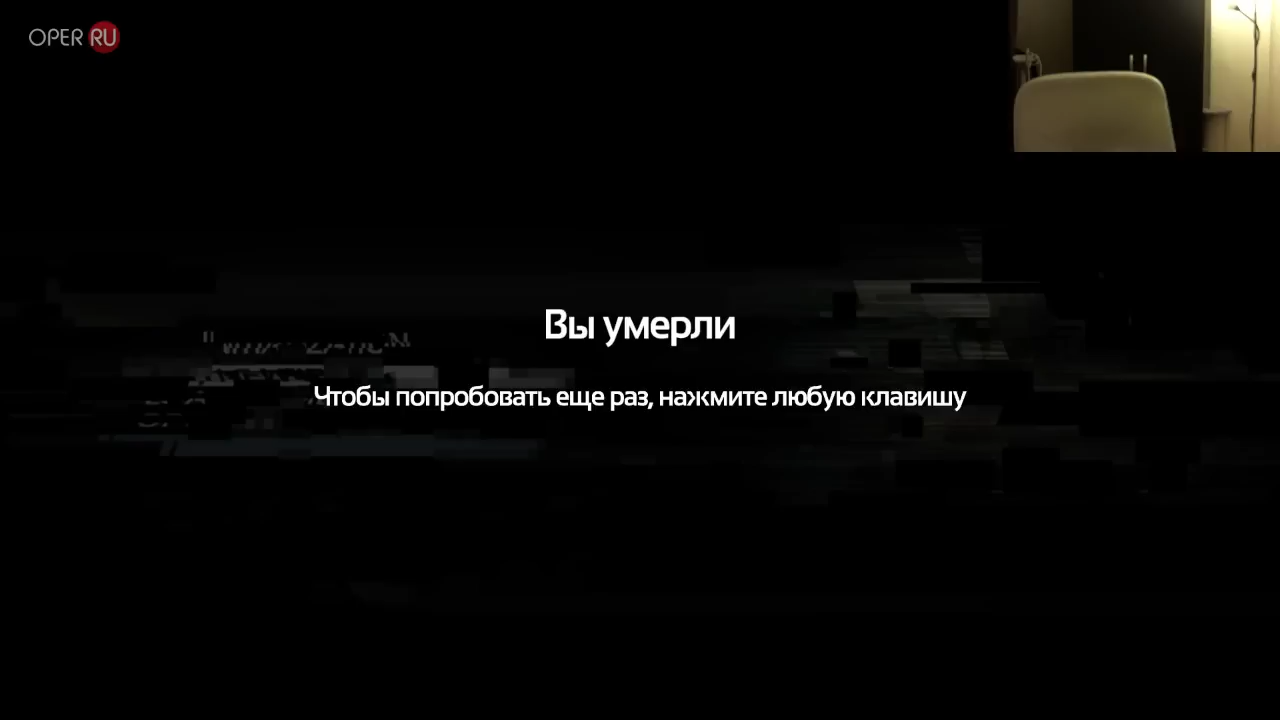 OPER RU
Вы умерли
Чтобы попробовать еще раз, нажмите любую клавишу